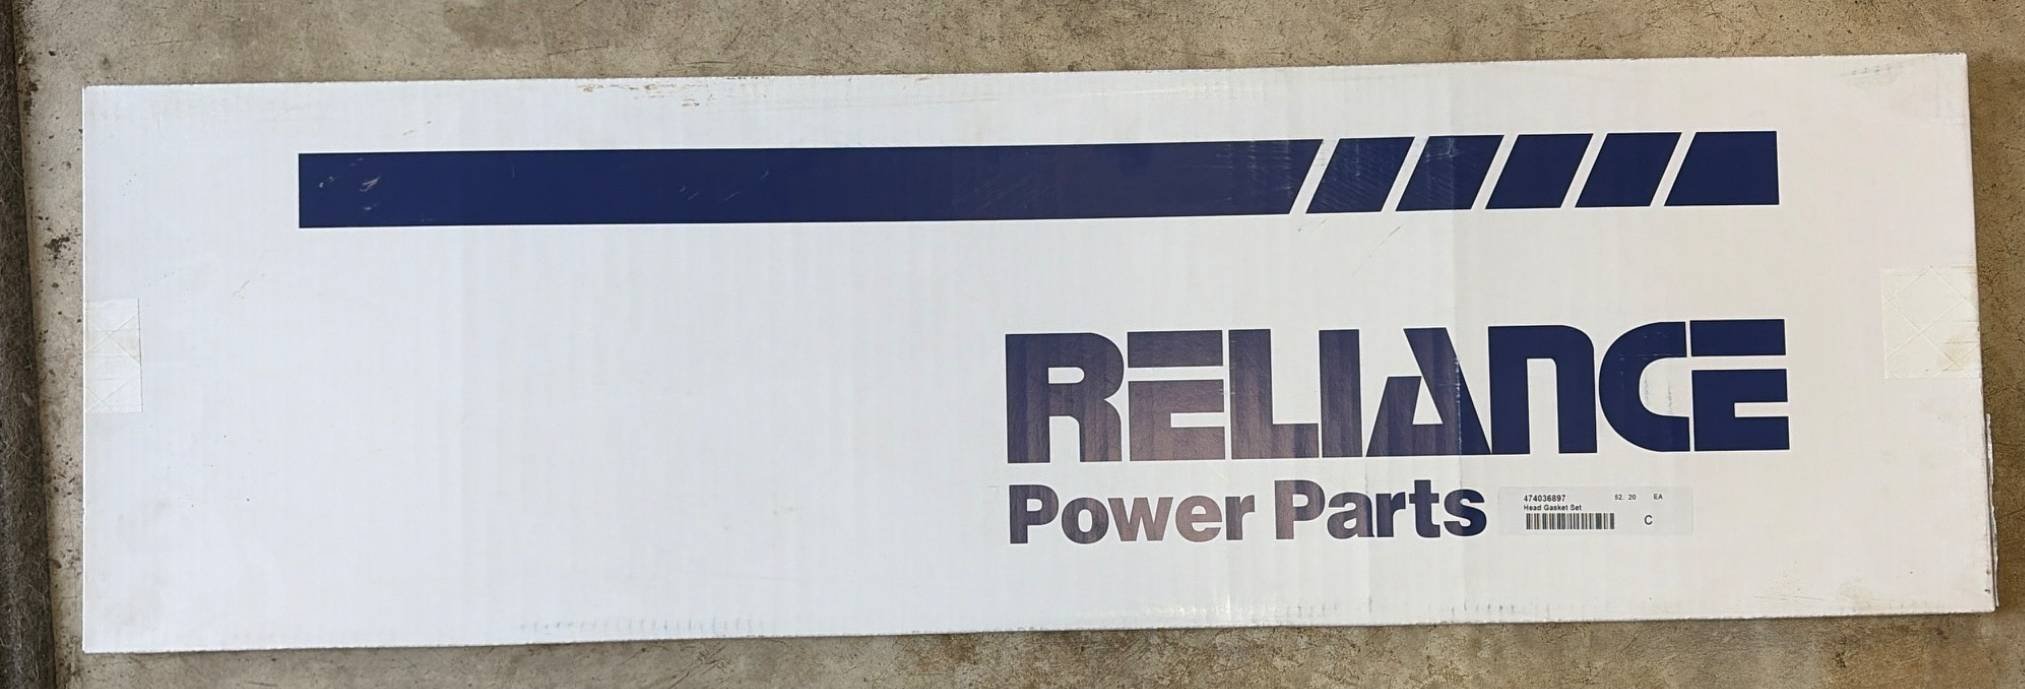 RELIANCE
Power Parts
474036897 52. 20 EA
Head Gasket Set
C